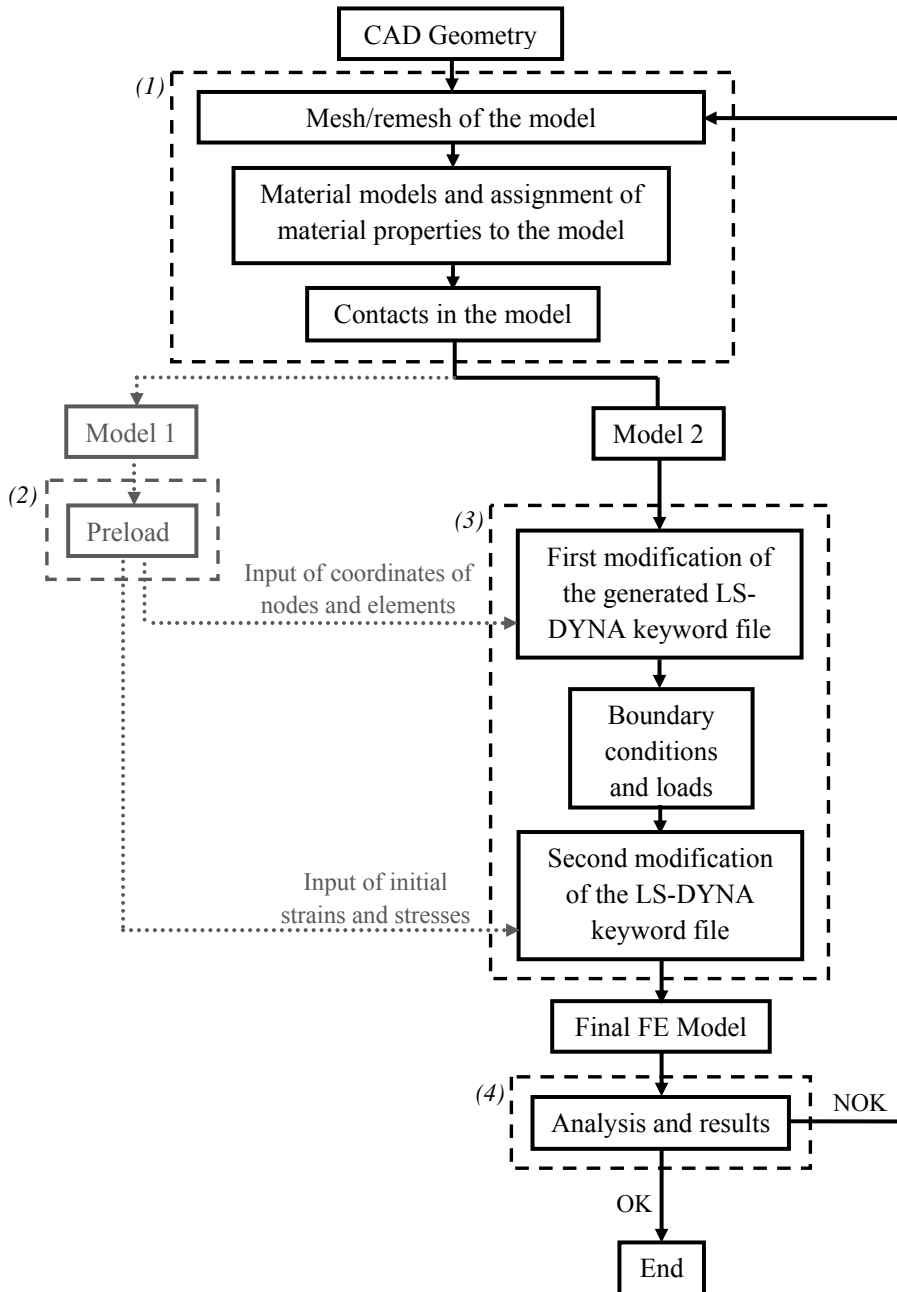 CAD Geometry
(1)
Mesh/remesh of the model
Material models and assignment of
material properties to the model
Contacts in the model
Model 1
Model 2
(2)
Preload
(3)
First modification of
the generated LS-
DYNA keyword file
Input of coordinates of
nodes and elements
Boundary
conditions
and loads
Input of initial
strains and stresses
Second modification
of the LS-DYNA
keyword file
Final FE Model
(4)
Analysis and results
NOK
OK
End